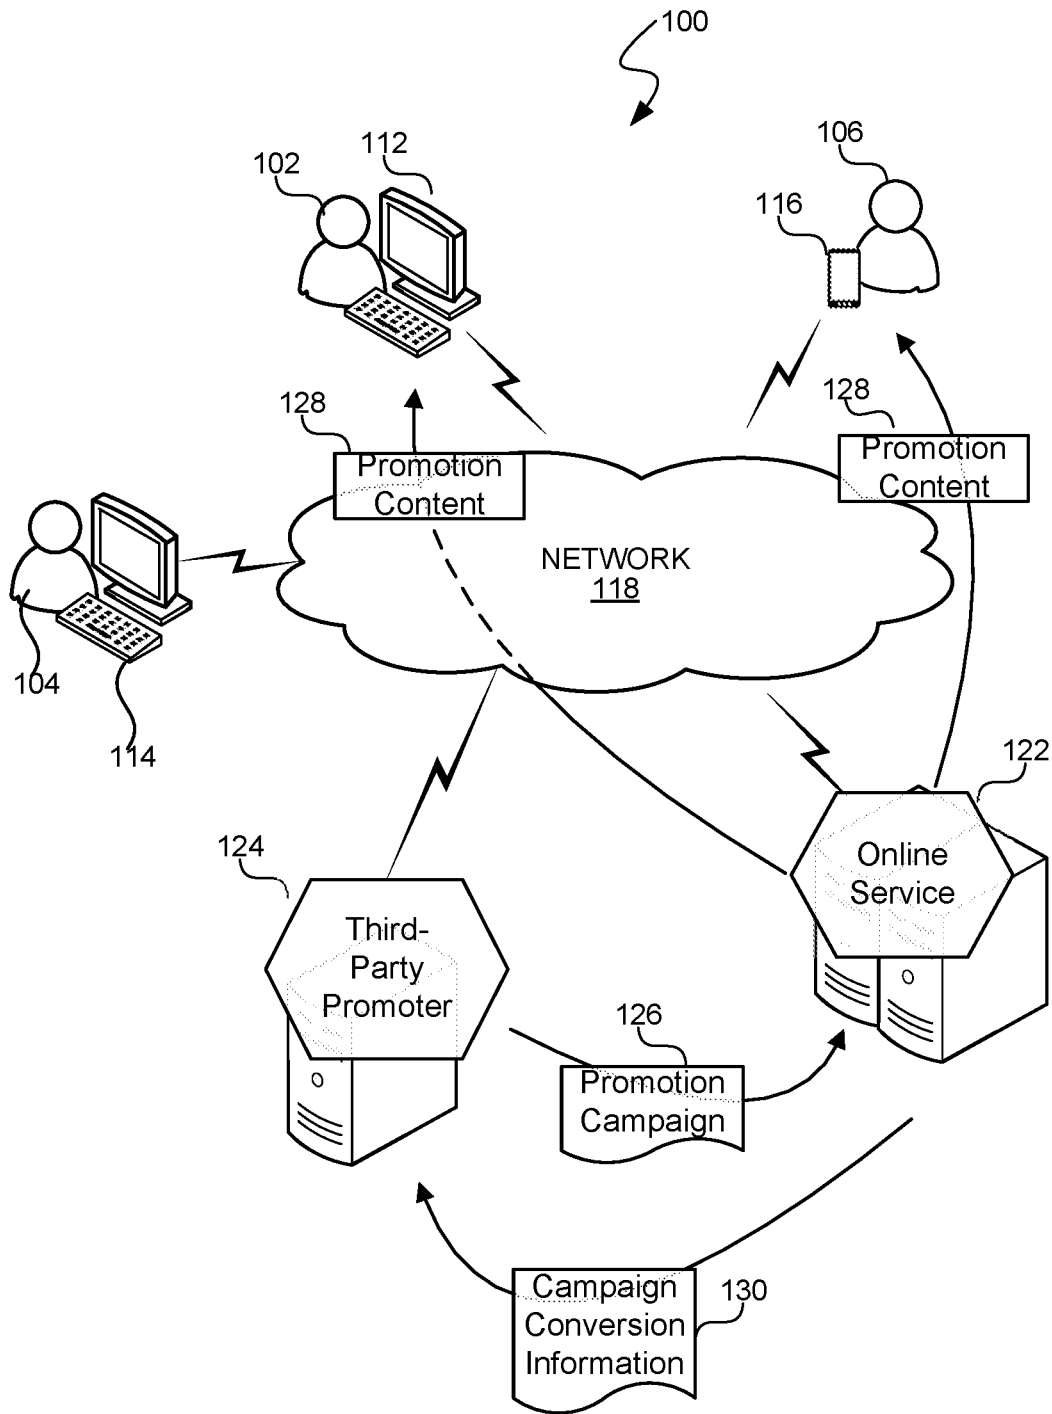 100
106
112
102
116
128
128
Promotion
Content
Promotion
Content
NETWORK
118
104
114
122
124
Online
Service
Third-
Party
Promoter
126
Promotion
Campaign
Campaign
Conversion
Information
130